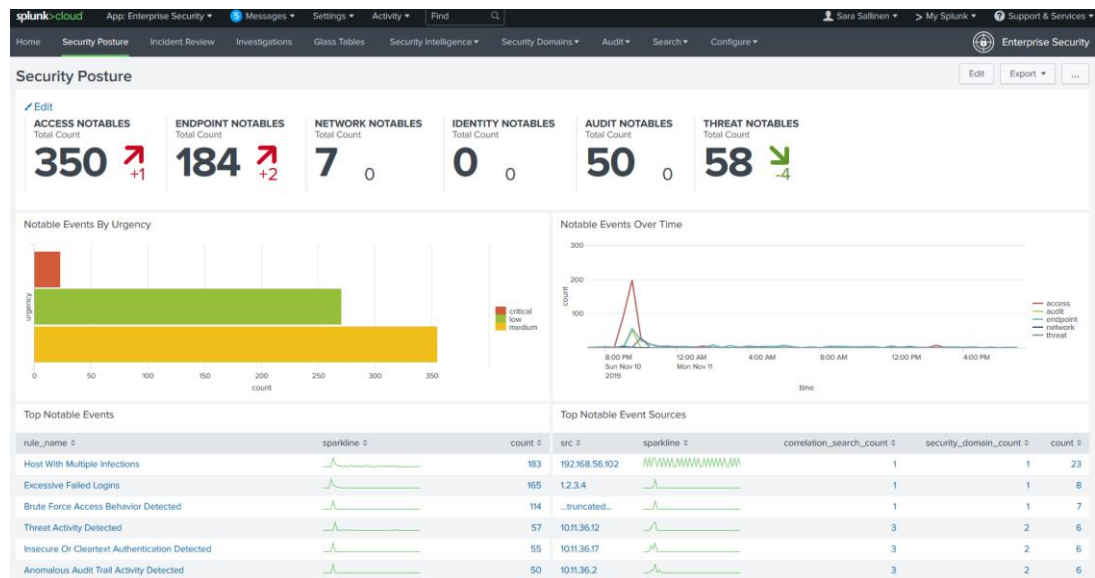 splunk>cloud App: Enterprise Security 5 Messages Settings Activity Find Sara Sallinen > My Splunk ? Support & Services
Home Security Posture Incident Review Investigations Glass Tables Security Intelligence Security Domains Audit Search Configure Enterprise Security
Security Posture Edit Export ...
Edit
ACCESS NOTABLES ENDPOINT NOTABLES NETWORK NOTABLES IDENTITY NOTABLES AUDIT NOTABLES THREAT NOTABLES
Total Count Total Count Total Count Total Count Total Count Total Count
350 +1 184 +2 7 0 0 0 50 0 58 -4
Notable Events By Urgency
urgency
critical
low
medium
0 50 100 150 200 250 300 350
count
Notable Events Over Time
300
200
100
count
access
audit
endpoint
network
threat
8:00 PM 12:00 AM 4:00 AM 8:00 AM 12:00 PM 4:00 PM
Sun Nov 10 Mon Nov 11
2019
time
Top Notable Events
rule_name sparkline count
Host With Multiple Infections 183
Excessive Failed Logins 165
Brute Force Access Behavior Detected 114
Threat Activity Detected 57
Insecure Or Cleartext Authentication Detected 55
Anomalous Audit Trail Activity Detected 50
Top Notable Event Sources
src sparkline correlation_search_count security_domain_count count
192.168.56.102 1 1 23
1.2.3.4 1 1 8
...truncated... 1 1 7
10.11.36.12 3 2 6
10.11.36.17 3 2 6
10.11.36.2 3 2 6